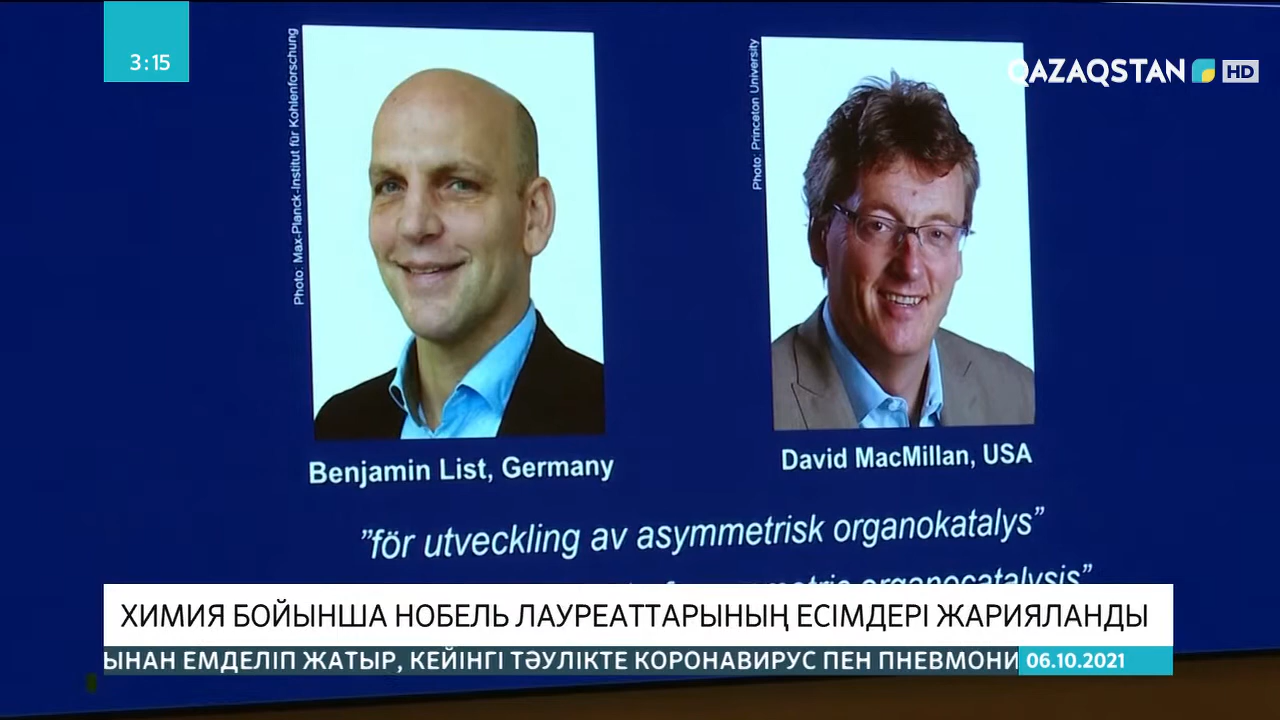 3:15
QAZAQSTAN HD
Photo: Max-Planck-Institut für Kohlenforschung
Photo: Princeton University
Benjamin List, Germany
David MacMillan, USA
”för utveckling av asymmetrisk organokatalys”
organocatalysis”
ХИМИЯ БОЙЫНША НОБЕЛЬ ЛАУРЕАТТАРЫНЫҢ ЕСІМДЕРІ ЖАРИЯЛАНДЫ
ЫНАН ЕМДЕЛІП ЖАТЫР, КЕЙІНГІ ТӘУЛІКТЕ КОРОНАВИРУС ПЕН ПНЕВМОНИ
06.10.2021